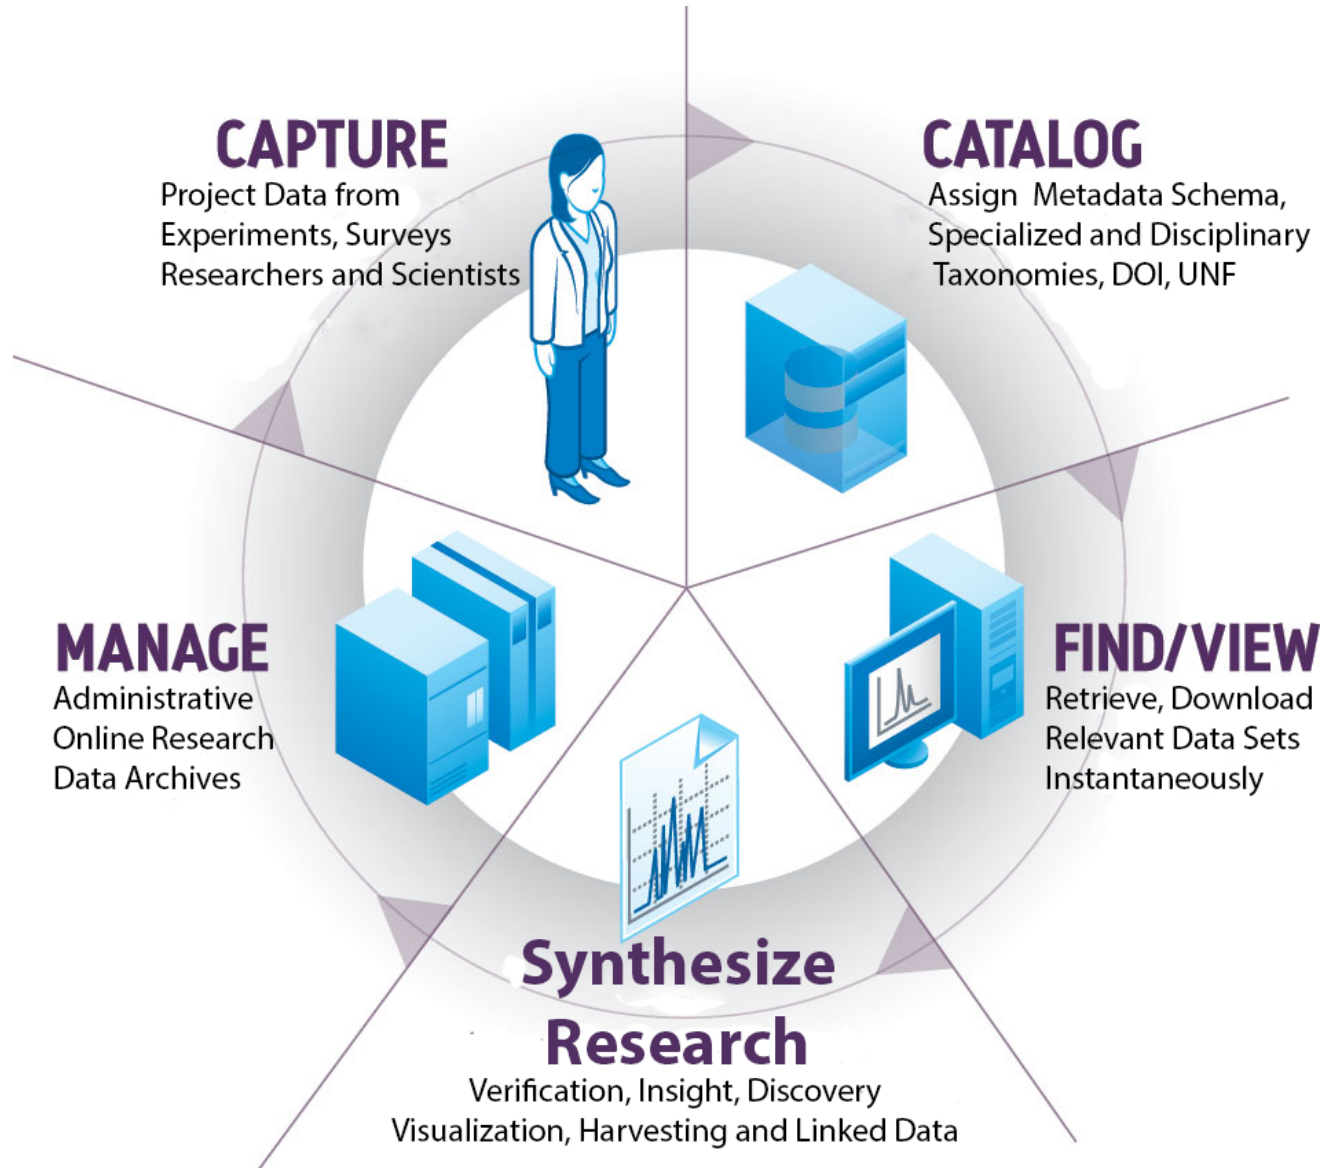 CAPTURE
Project Data from
Experiments, Surveys
Researchers and Scientists
CATALOG
Assign Metadata Schema,
Specialized and Disciplinary
Taxonomies, DOI, UNF
FIND/VIEW
Retrieve, Download
Relevant Data Sets
Instantaneously
Synthesize
Research
Verification, Insight, Discovery
Visualization, Harvesting and Linked Data
MANAGE
Administrative
Online Research
Data Archives